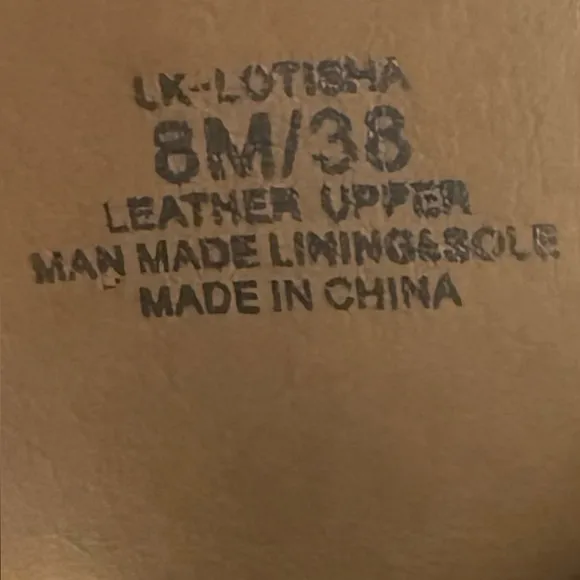 LK--LOTISHA
8M/38
LEATHER UPPER
MAN MADE LINING&SOLE
MADE IN CHINA